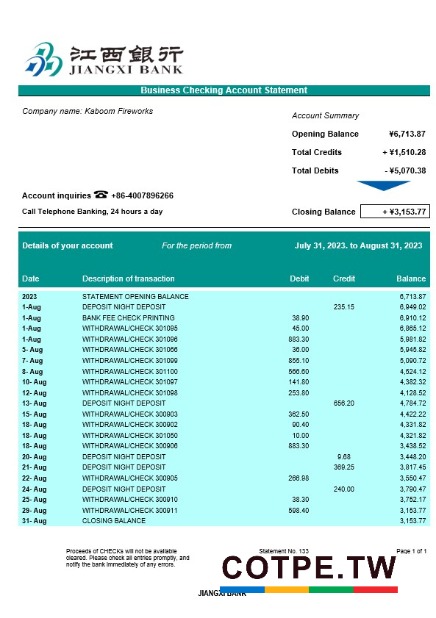 江西銀行
JIANGXI BANK
Business Checking Account Statement
Company name: Kaboom Fireworks
Account Summary
Opening Balance ¥6,713.87
Total Credits + ¥1,510.28
Total Debits - ¥5,070.38
Account inquiries ☎ +86-4007896266
Call Telephone Banking, 24 hours a day
Closing Balance + ¥3,153.77
Details of your account For the period from July 31, 2023. to August 31, 2023
Date Description of transaction Debit Credit Balance
2023 STATEMENT OPENING BALANCE 6,713.87
1-Aug DEPOSIT NIGHT DEPOSIT 235.15 6,949.02
1-Aug BANK FEE CHECK PRINTING 38.90 6,910.12
1-Aug WITHDRAWAL/CHECK 301095 45.00 6,865.12
1-Aug WITHDRAWAL/CHECK 301096 883.30 5,981.82
5- Aug WITHDRAWAL/CHECK 301066 36.00 5,945.82
7- Aug WITHDRAWAL/CHECK 301099 855.10 5,090.72
8- Aug WITHDRAWAL/CHECK 301100 566.60 4,524.12
10- Aug WITHDRAWAL/CHECK 301097 141.80 4,382.32
12- Aug WITHDRAWAL/CHECK 301098 253.80 4,128.52
13- Aug DEPOSIT NIGHT DEPOSIT 656.20 4,784.72
15- Aug WITHDRAWAL/CHECK 300903 362.50 4,422.22
18- Aug WITHDRAWAL/CHECK 300902 90.40 4,331.82
18- Aug WITHDRAWAL/CHECK 301050 10.00 4,321.82
18- Aug WITHDRAWAL/CHECK 300906 883.30 3,438.52
20- Aug DEPOSIT NIGHT DEPOSIT 9.68 3,448.20
21- Aug DEPOSIT NIGHT DEPOSIT 369.25 3,817.45
22- Aug WITHDRAWAL/CHECK 300905 266.98 3,550.47
24- Aug DEPOSIT NIGHT DEPOSIT 240.00 3,790.47
25- Aug WITHDRAWAL/CHECK 300910 38.30 3,752.17
29- Aug WITHDRAWAL/CHECK 300911 598.40 3,153.77
31- Aug CLOSING BALANCE 3,153.77
Proceeds of CHECKs will not be available
cleared. Please check all entries promptly, and
notify the bank immediately of any errors.
Statement No. 133
Page 1 of 1
COTPE.TW
JIANGXI BANK